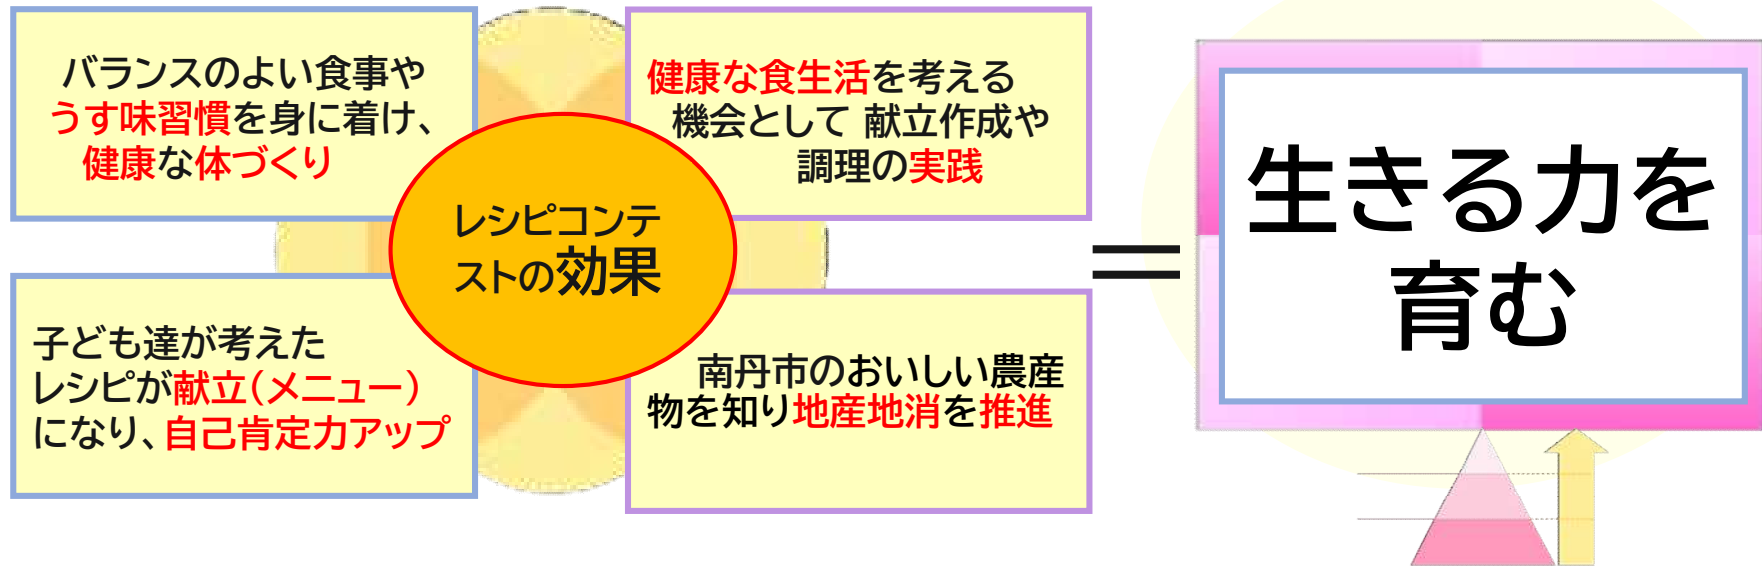 バランスのよい食事や
うす味習慣を身に着け、
健康な体づくり
健康な食生活を考える
機会として 献立作成や
調理の実践
レシピコンテ
ストの効果
子ども達が考えた
レシピが献立(メニュー)
になり、自己肯定力アップ
南丹市のおいしい農産
物を知り地産地消を推進
＝
生きる力を
育む